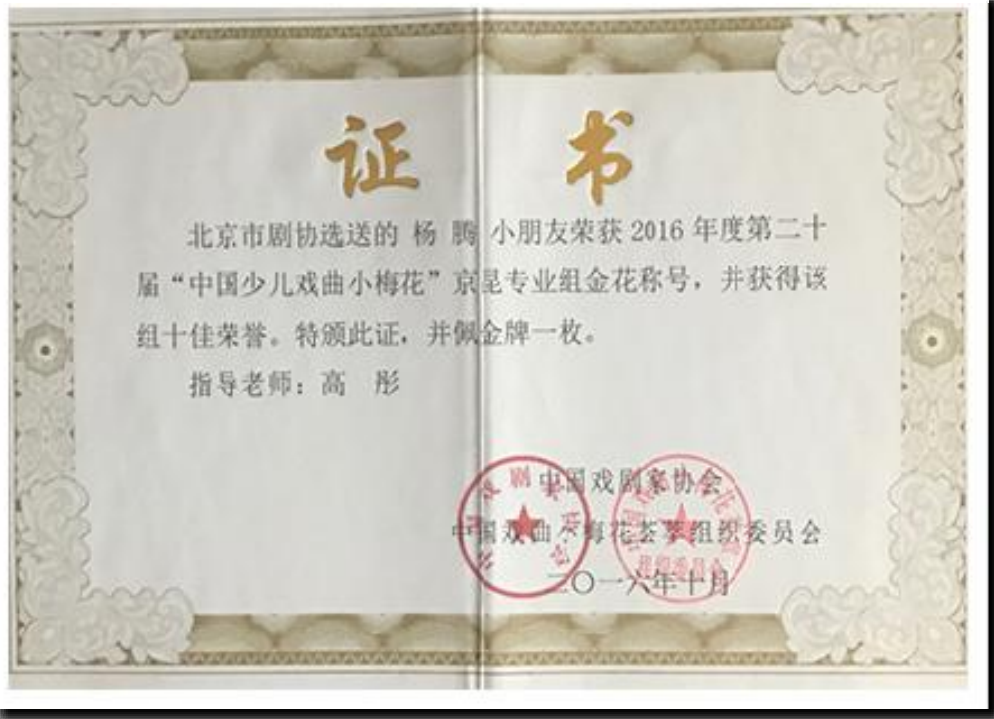 证 书
北京市剧协选送的 杨 腾 小朋友荣获 2016 年度第二十
届“中国少儿戏曲小梅花”京昆专业组金花称号，并获得该
组十佳荣誉。特颁此证，并佩金牌一枚。
指导老师：高 彤
中国戏剧家协会
中国戏曲小梅花荟萃组织委员会
二〇一六年十月